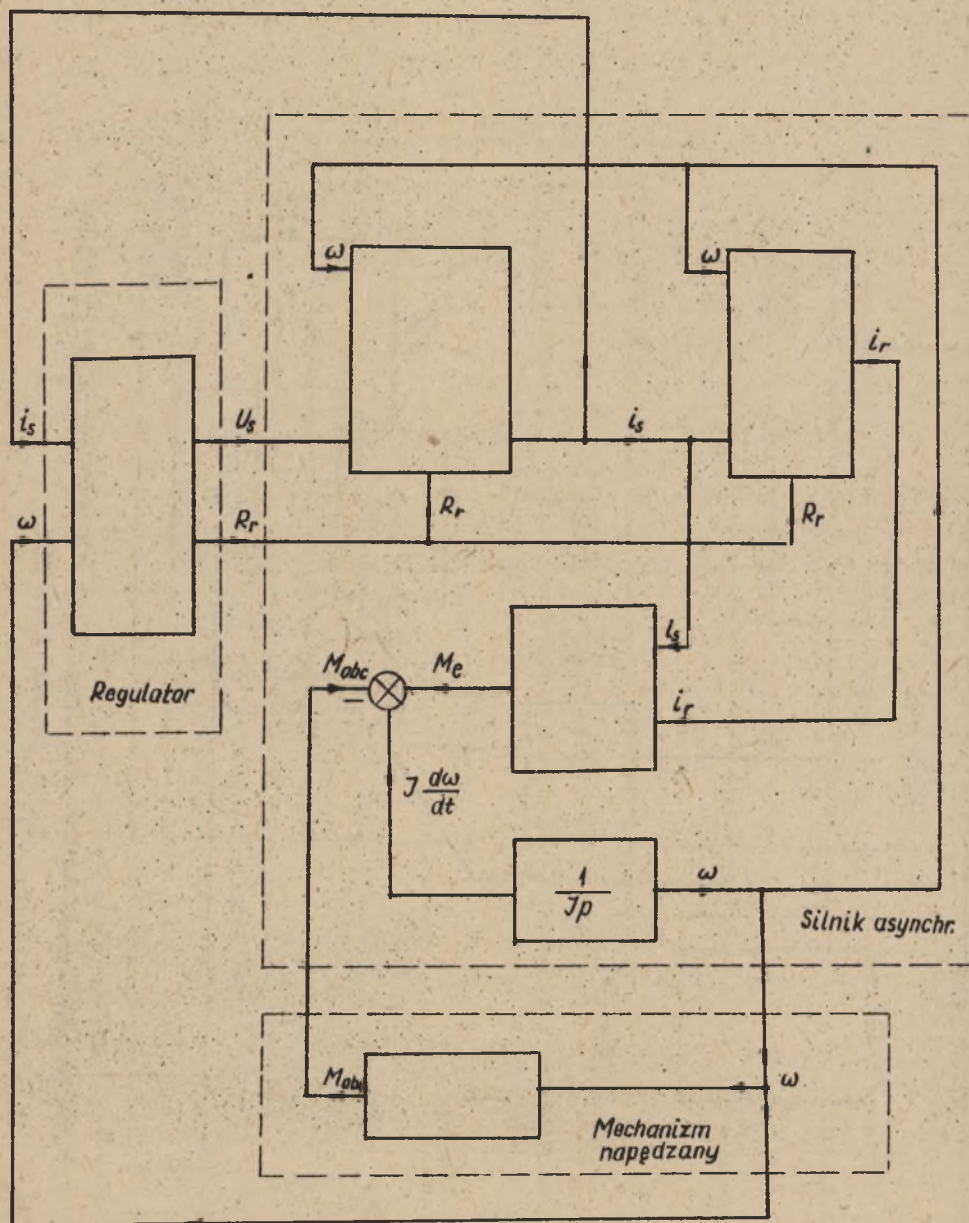 ω
ω
i_r
i_s
U_s
i_s
ω
R_r
R_r
R_r
i_s
M_obc
M_e
−
i_r
Regulator
J dω/dt
1/Jp
ω
Silnik asynchr.
M_obc
ω
Mechanizm
napędzany